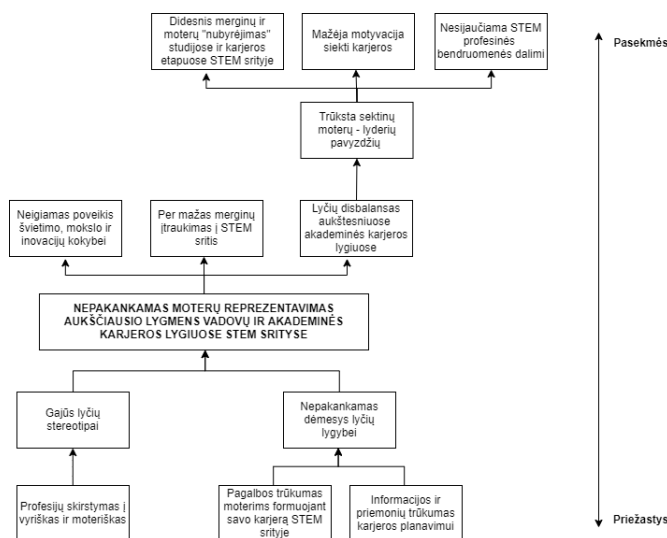 Didesnis merginų ir
moterų "nubyrėjimas"
studijose ir karjeros
etapuose STEM srityje
Mažėja motyvacija
siekti karjeros
Nesijaučiama STEM
profesinės
bendruomenės dalimi
Pasekmės
Trūksta sektinų
moterų - lyderių
pavyzdžių
Neigiamas poveikis
švietimo, mokslo ir
inovacijų kokybei
Per mažas merginų
įtraukimas į STEM
sritis
Lyčių disbalansas
aukštesniuose
akademinės karjeros
lygiuose
NEPAKANKAMAS MOTERŲ REPREZENTAVIMAS
AUKŠČIAUSIO LYGMENS VADOVŲ IR AKADEMINĖS
KARJEROS LYGIUOSE STEM SRITYSE
Gajūs lyčių
stereotipai
Nepakankamas
dėmesys lyčių
lygybei
Profesijų skirstymas į
vyriškas ir moteriškas
Pagalbos trūkumas
moterims formuojant
savo karjerą STEM
srityje
Informacijos ir
priemonių trūkumas
karjeros planavimui
Priežastys